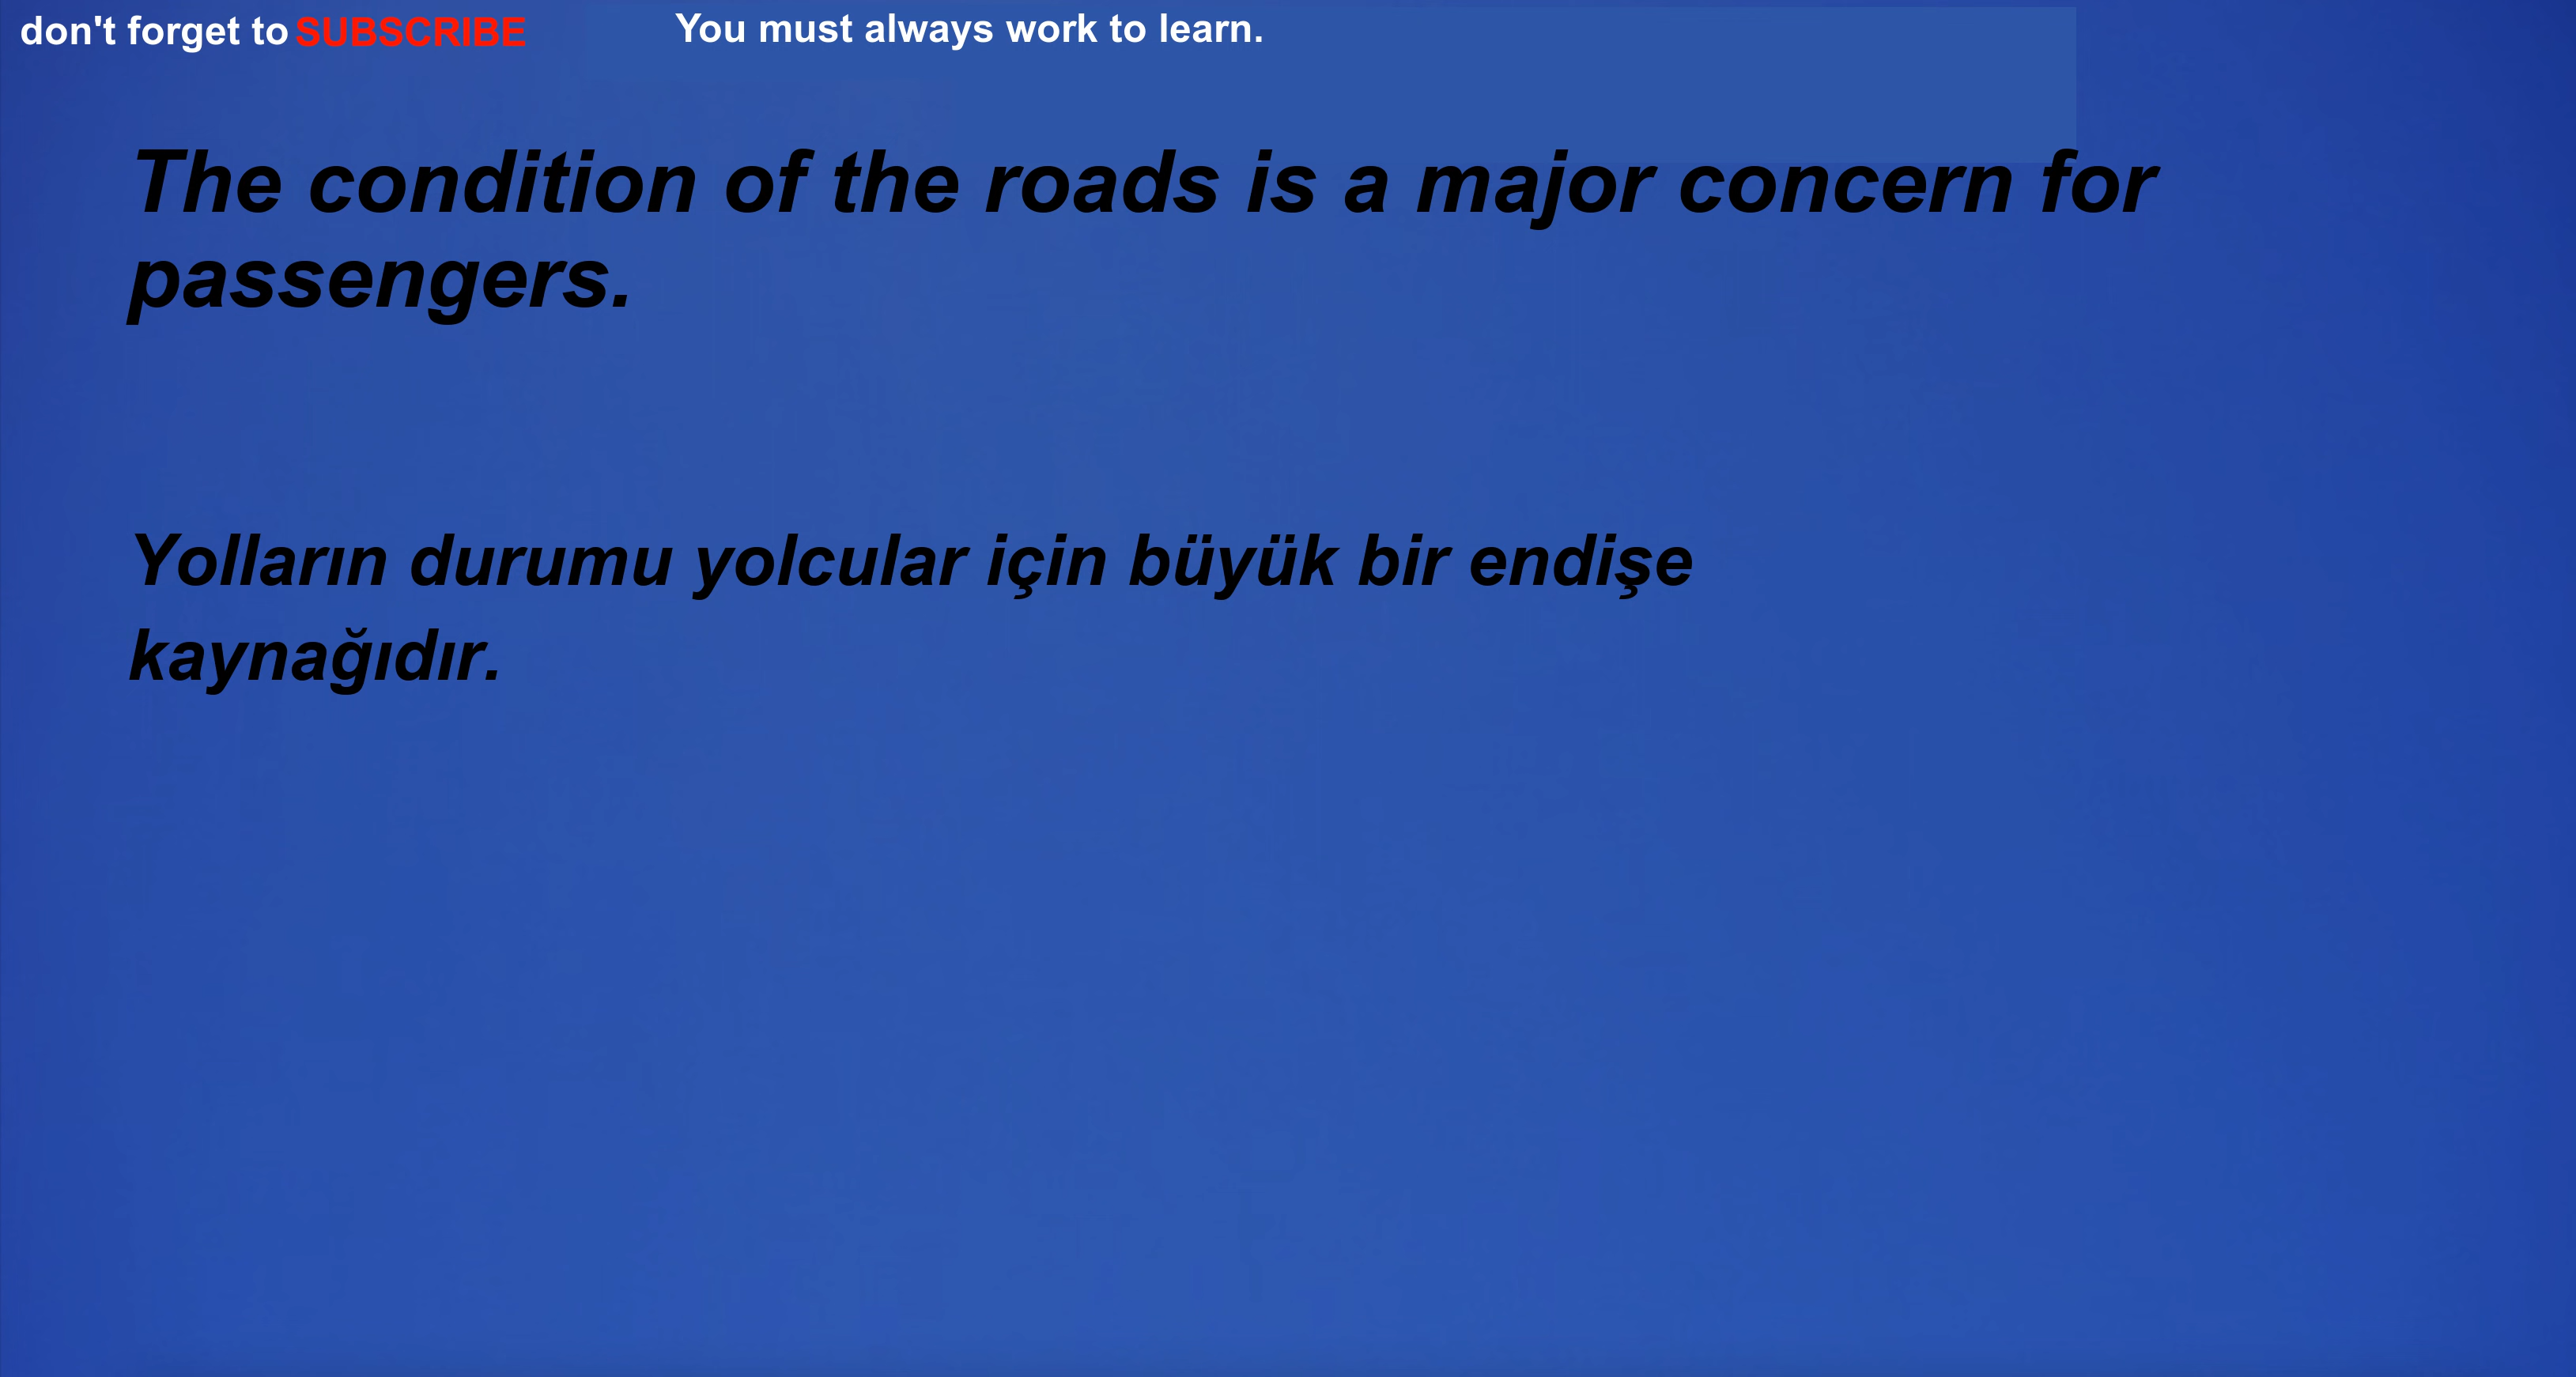 don't forget to SUBSCRIBE
You must always work to learn.
The condition of the roads is a major concern for
passengers.
Yolların durumu yolcular için büyük bir endişe
kaynağıdır.